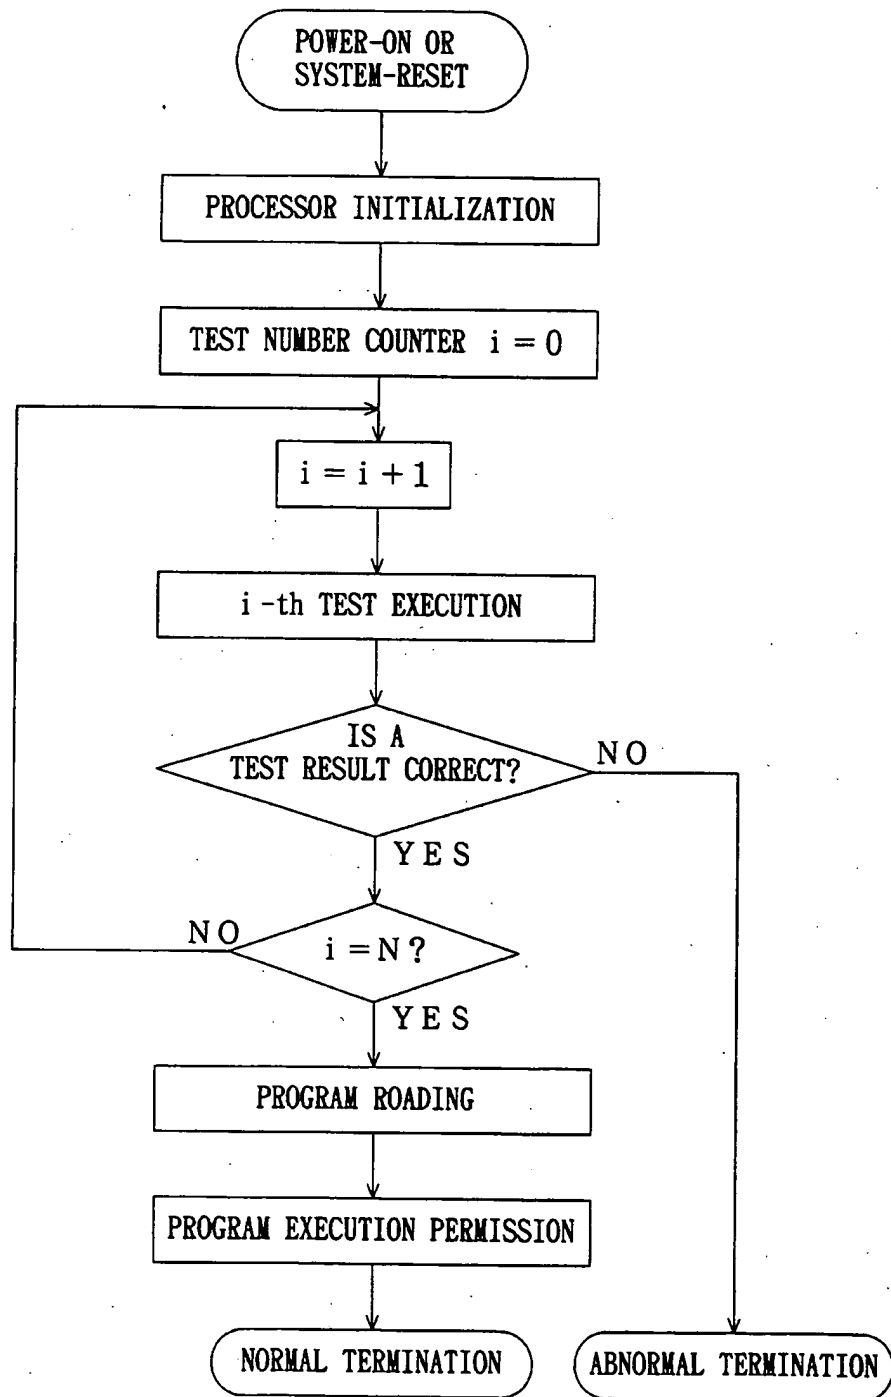 POWER-ON OR
SYSTEM-RESET
PROCESSOR INITIALIZATION
TEST NUMBER COUNTER i = 0
i = i + 1
i-th TEST EXECUTION
IS A
TEST RESULT CORRECT?
NO
YES
NO
i = N?
YES
PROGRAM ROADING
PROGRAM EXECUTION PERMISSION
NORMAL TERMINATION
ABNORMAL TERMINATION